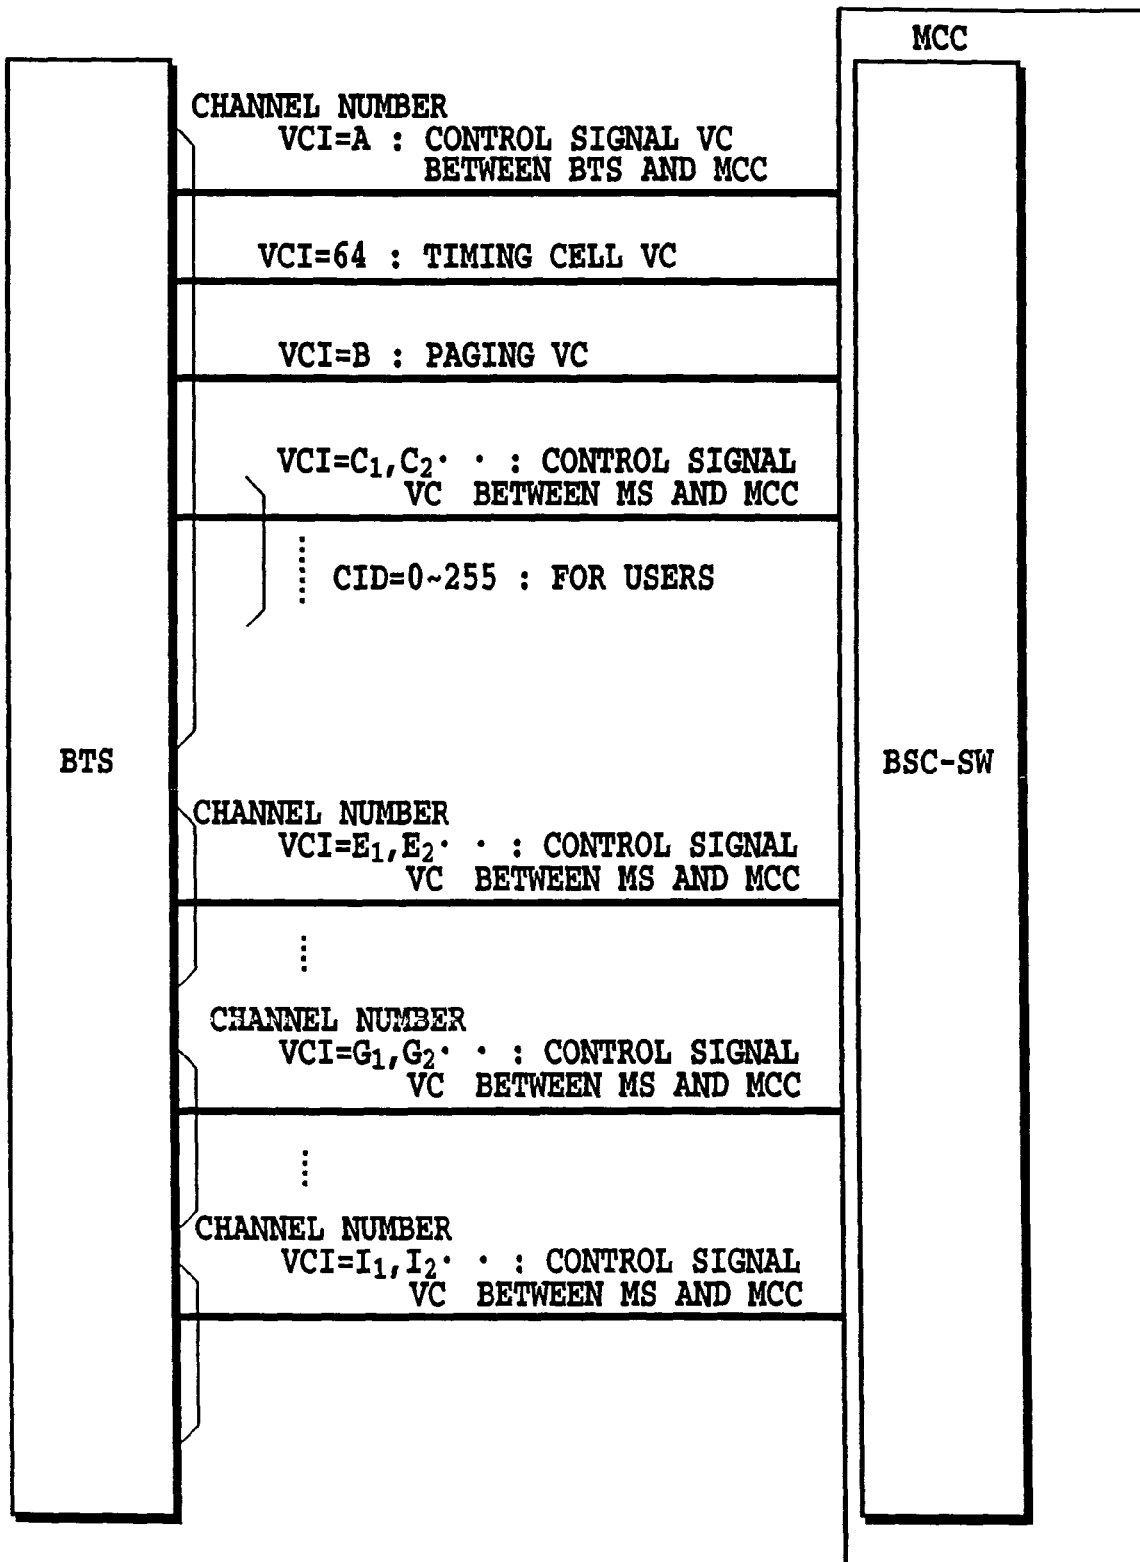 MCC
CHANNEL NUMBER
VCI=A : CONTROL SIGNAL VC
BETWEEN BTS AND MCC
VCI=64 : TIMING CELL VC
VCI=B : PAGING VC
VCI=C₁,C₂· · : CONTROL SIGNAL
VC BETWEEN MS AND MCC
CID=0~255 : FOR USERS
BTS
BSC-SW
CHANNEL NUMBER
VCI=E₁,E₂· · : CONTROL SIGNAL
VC BETWEEN MS AND MCC
CHANNEL NUMBER
VCI=G₁,G₂· · : CONTROL SIGNAL
VC BETWEEN MS AND MCC
CHANNEL NUMBER
VCI=I₁,I₂· · : CONTROL SIGNAL
VC BETWEEN MS AND MCC